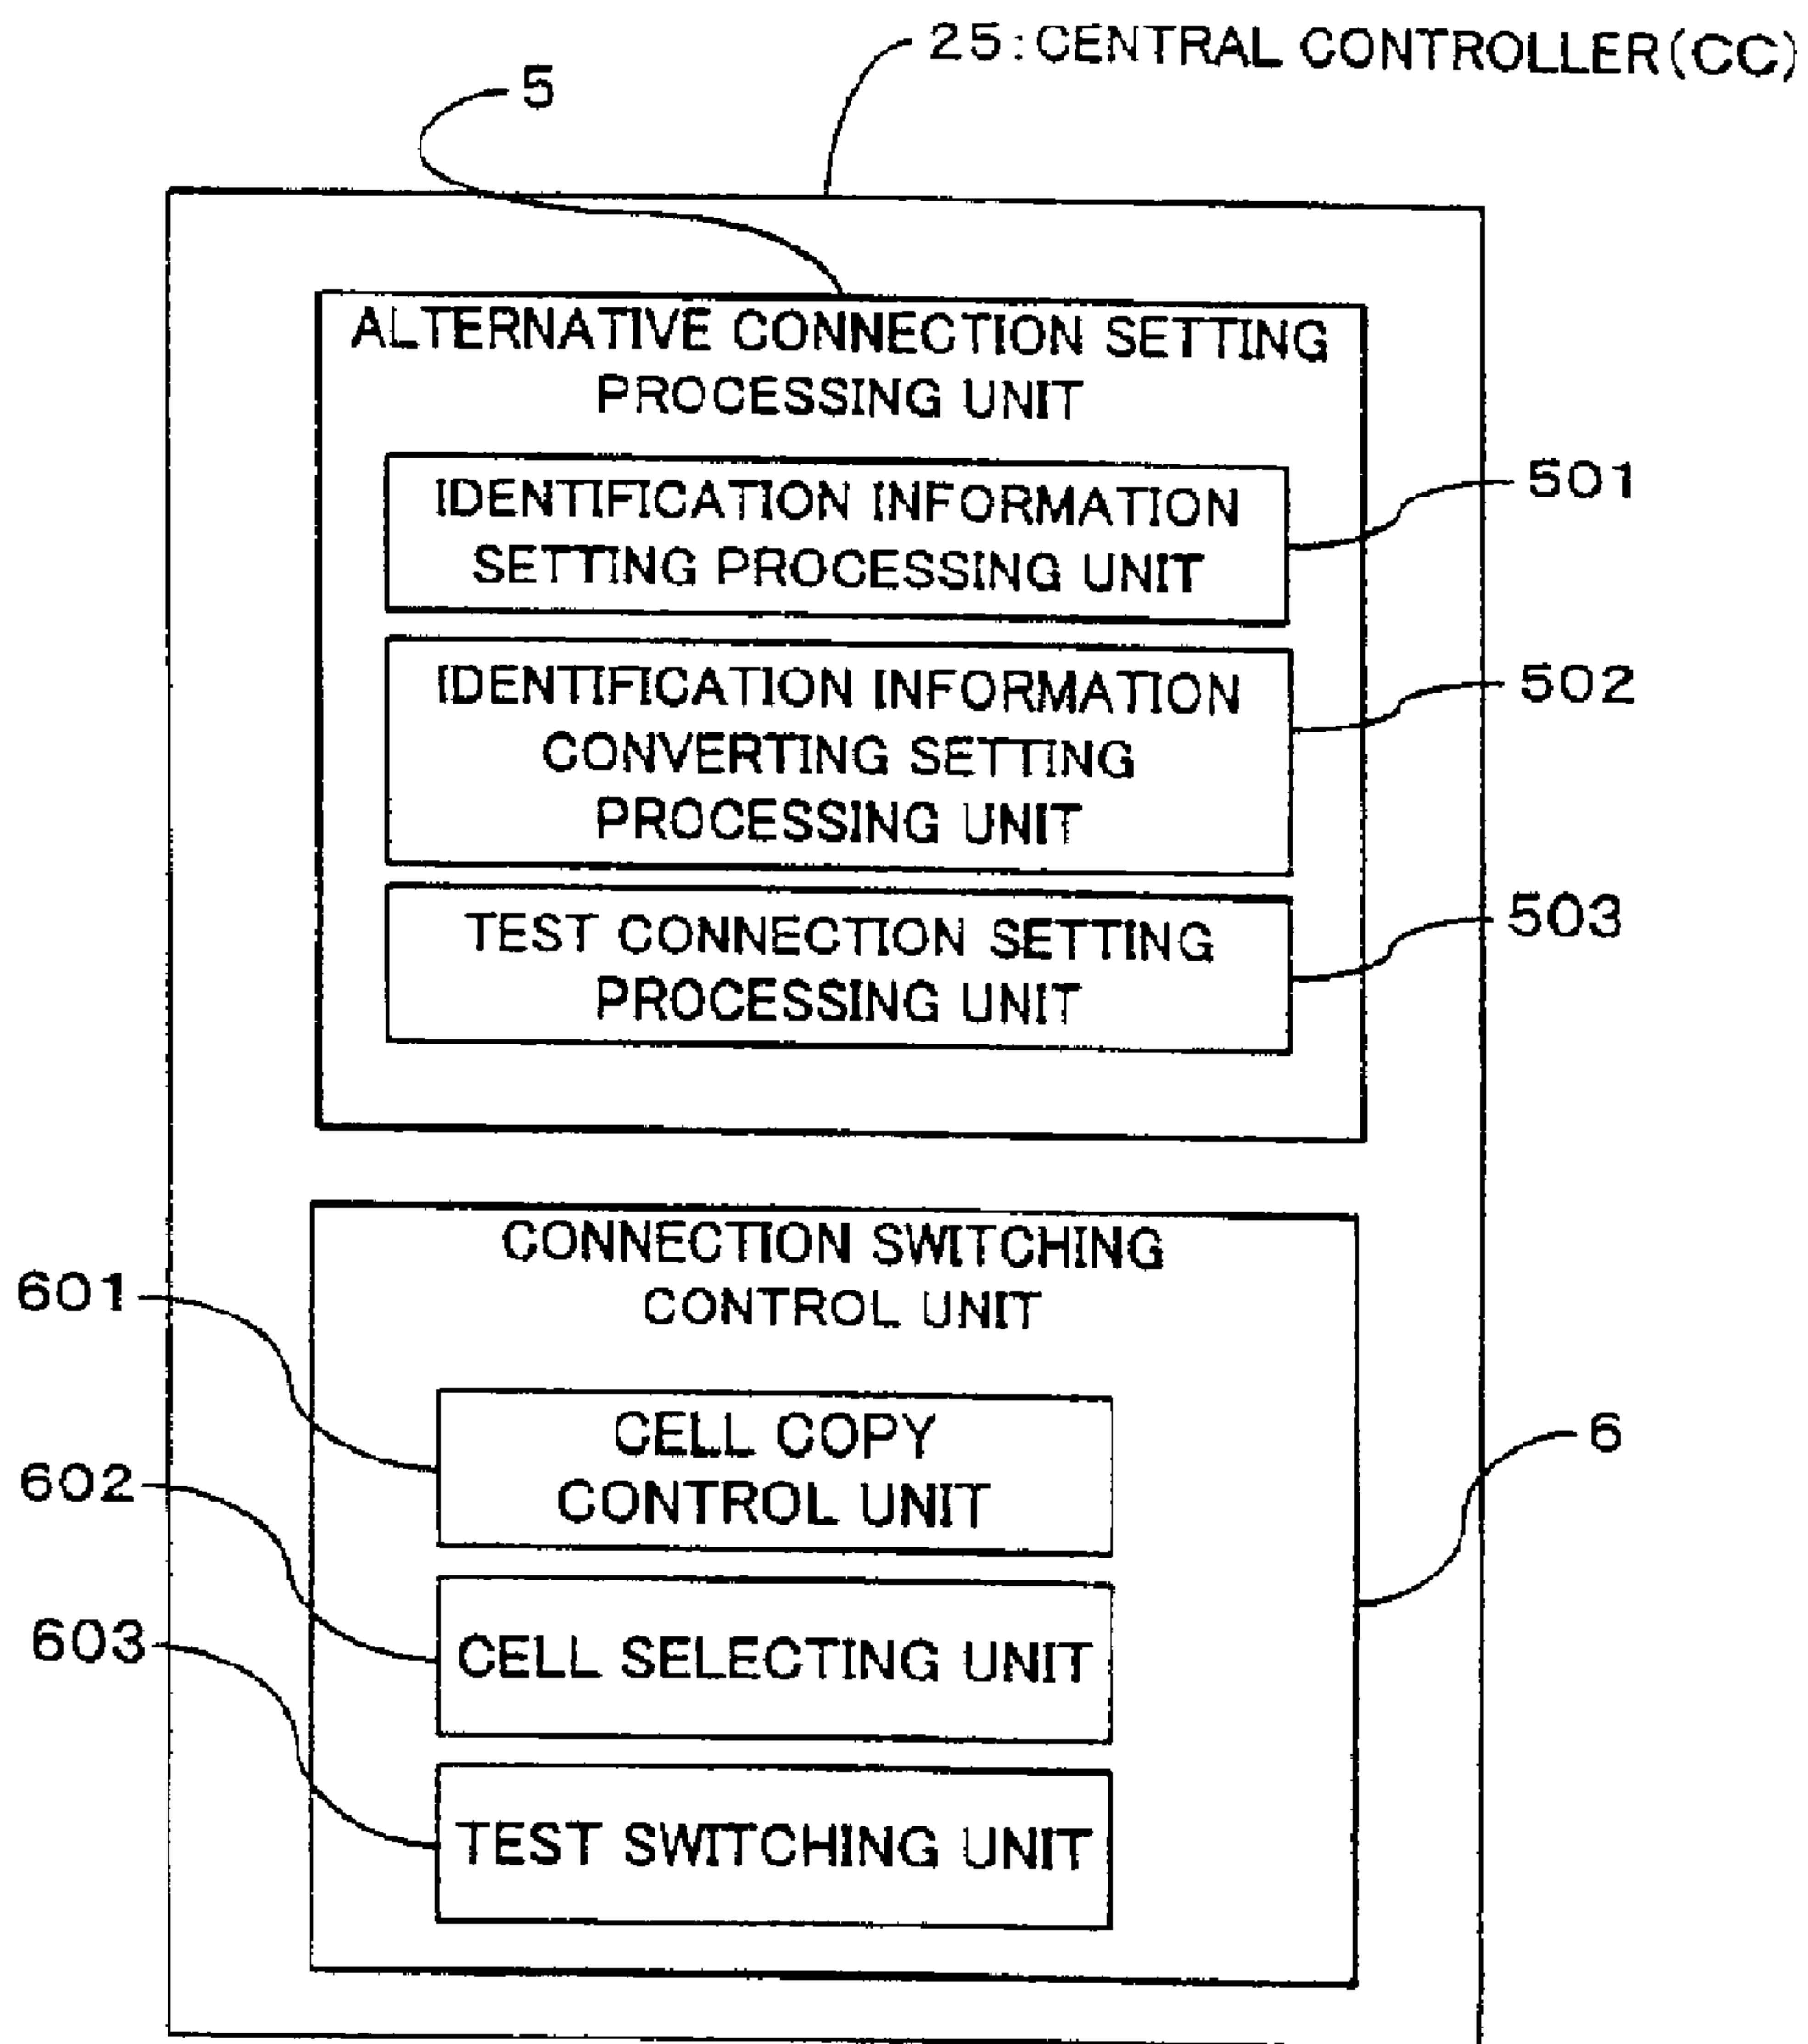 25:CENTRAL CONTROLLER(CC)
5
ALTERNATIVE CONNECTION SETTING
PROCESSING UNIT
IDENTIFICATION INFORMATION
SETTING PROCESSING UNIT
501
IDENTIFICATION INFORMATION
CONVERTING SETTING
PROCESSING UNIT
502
TEST CONNECTION SETTING
PROCESSING UNIT
503
CONNECTION SWITCHING
CONTROL UNIT
601
CELL COPY
CONTROL UNIT
6
602
CELL SELECTING UNIT
603
TEST SWITCHING UNIT